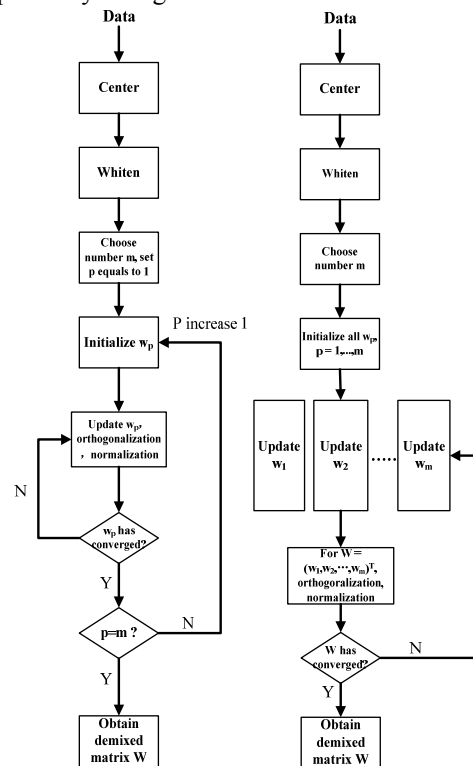 Data
Center
Whiten
Choose
number m, set
p equals to 1
P increase 1
Initialize wp
Update wp,
orthogonalization
, normalization
N
wp has
converged?
Y
p=m ?
N
Y
Obtain
demixed
matrix W
Data
Center
Whiten
Choose
number m
Initialize all wp,
p = 1,...,m
Update
w1
Update
w2
......
Update
wm
For W =
(w1,w2,···,wm)T,
orthogoralization,
normalization
W has
converged?
N
Y
Obtain
demixed
matrix W